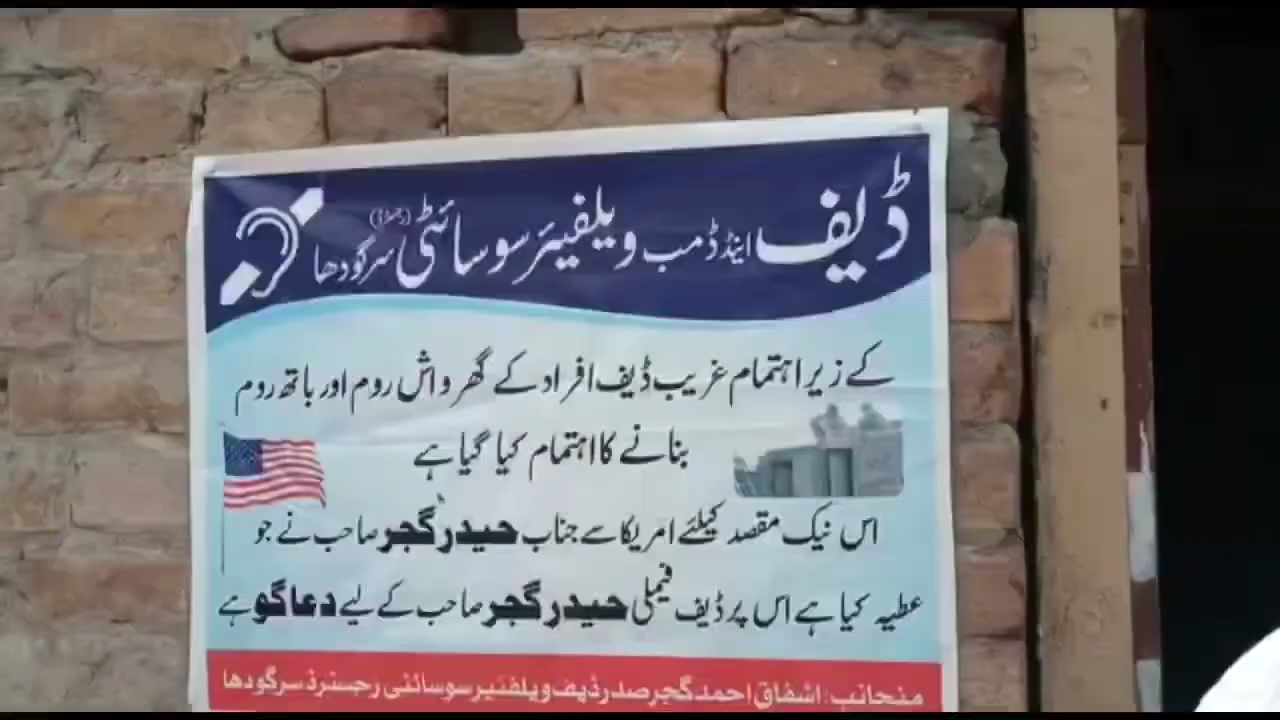 ڈیف اینڈ ڈمب ویلفیئر سوسائٹی (رجسٹرڈ) سرگودھا
کے زیر اہتمام غریب ڈیف افراد کے گھر واش روم اور باتھ روم
بنانے کا اہتمام کیا گیا ہے
اس نیک مقصد کیلئے امریکا سے جناب حیدر گجر صاحب نے جو
عطیہ کیا ہے اس پر ڈیف فیملی حیدر گجر صاحب کے لیے دعا گو ہے
منجانب: اشفاق احمد گجر صدر ڈیف ویلفئیر سوسائٹی رجسٹرڈ سرگودھا